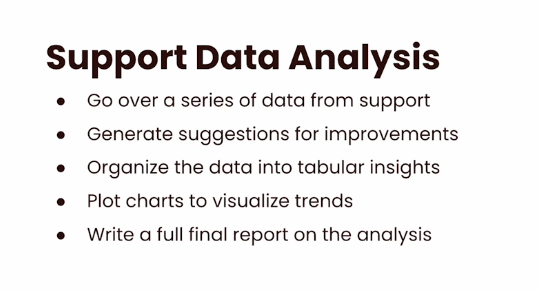 Support Data Analysis
● Go over a series of data from support
● Generate suggestions for improvements
● Organize the data into tabular insights
● Plot charts to visualize trends
● Write a full final report on the analysis